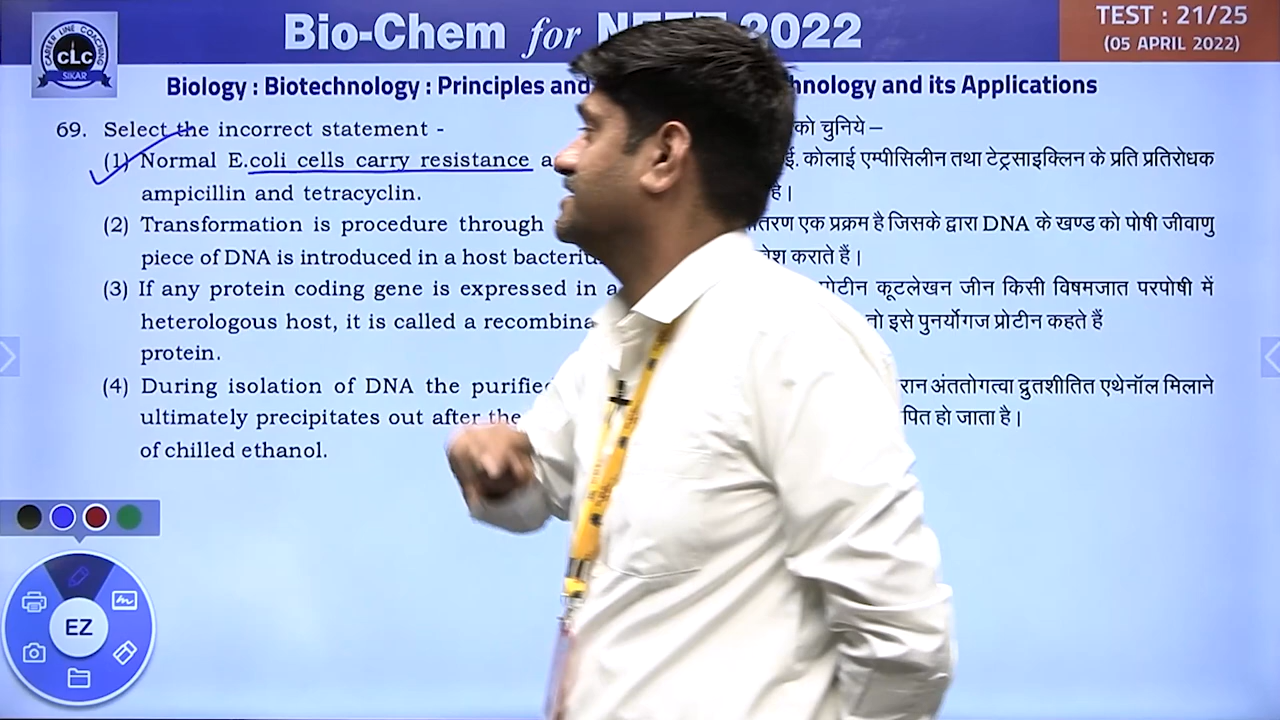 Bio-Chem for NEET 2022
TEST : 21/25
(05 APRIL 2022)
CAREER LINE COACHING
CLC
SIKAR
Biology : Biotechnology : Principles and nology and its Applications
69. Select the incorrect statement -
(1) Normal E.coli cells carry resistance
ampicillin and tetracyclin.
(2) Transformation is procedure through
piece of DNA is introduced in a host
(3) If any protein coding gene is expressed in
heterologous host, it is called a
protein.
(4) During isolation of DNA the
ultimately precipitates out after the
of chilled ethanol.
को चुनिये –
ई. कोलाई एम्पीसिलीन तथा टेट्रसाइक्लिन के प्रति प्रतिरोधक
है।
एक प्रक्रम है जिसके द्वारा DNA के खण्ड को पोषी जीवाणु
कराते हैं।
कूटलेखन जीन किसी विषमजात परपोषी में
तो इसे पुनर्योगज प्रोटीन कहते हैं
अंततोगत्वा द्रुतशीतित एथेनॉल मिलाने
हो जाता है।
EZ